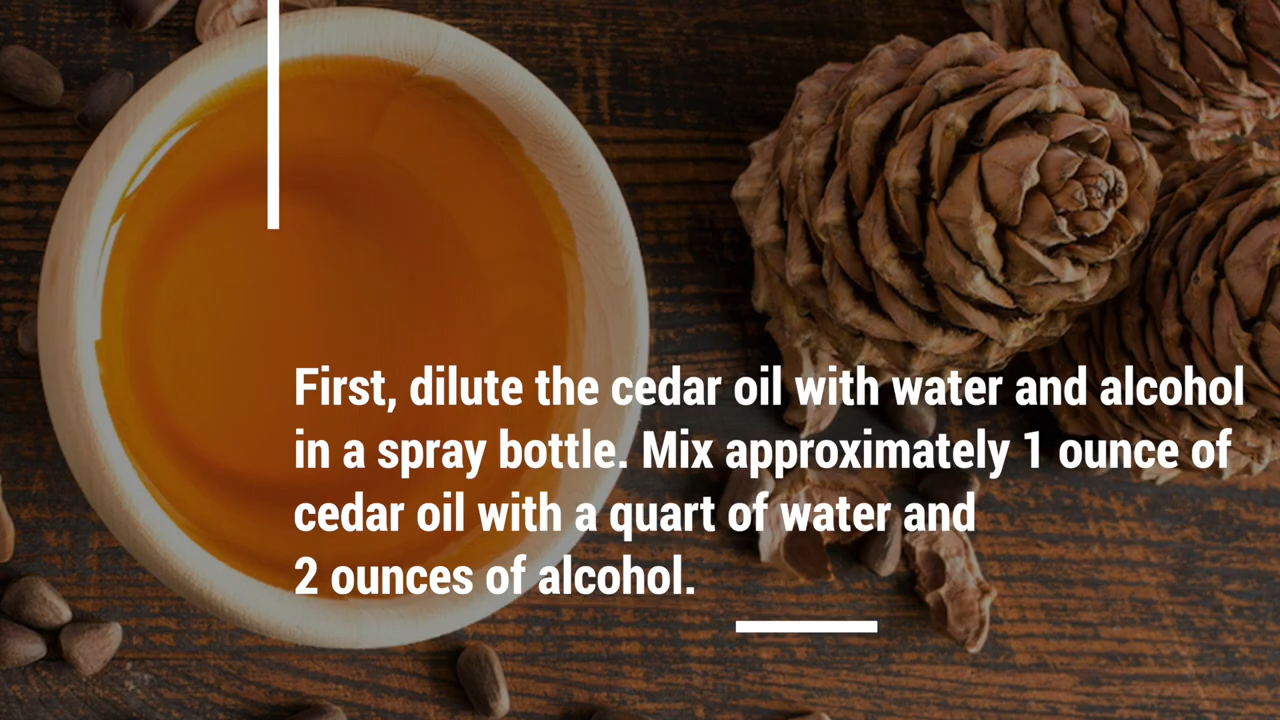 First, dilute the cedar oil with water and alcohol
in a spray bottle. Mix approximately 1 ounce of
cedar oil with a quart of water and
2 ounces of alcohol.